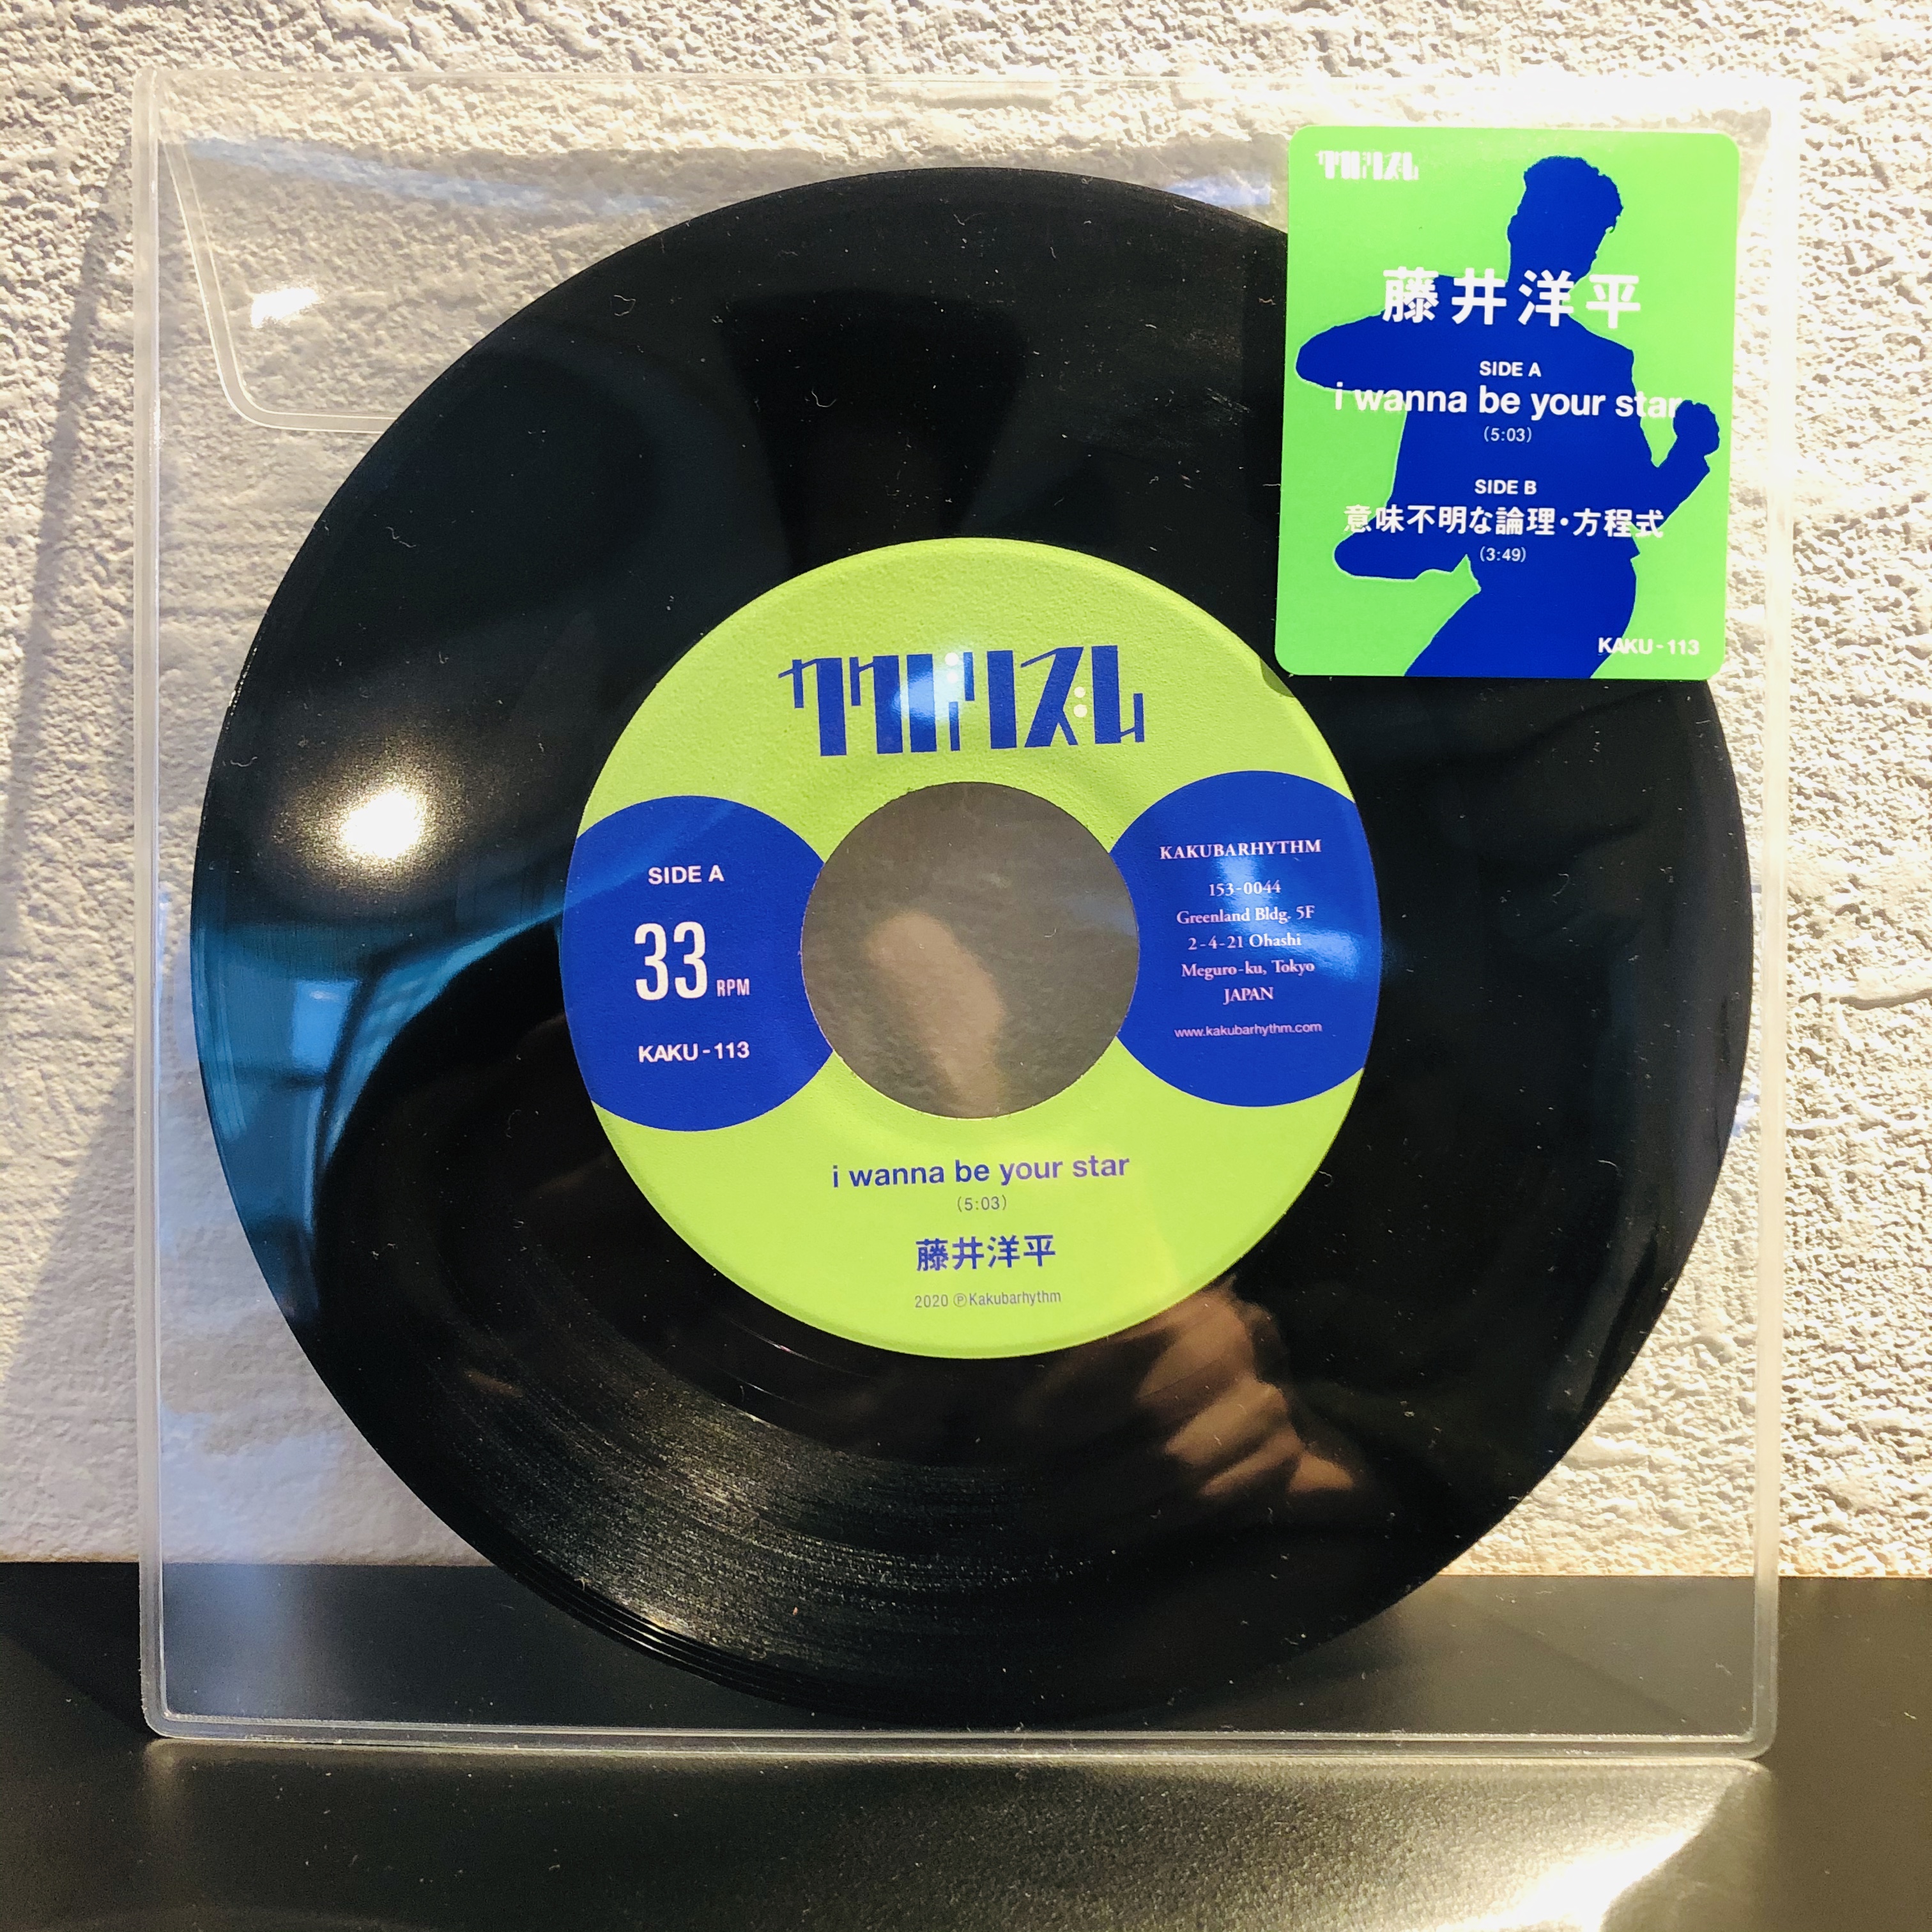 カクバリズム
藤井洋平
SIDE A
i wanna be your star
(5:03)
SIDE B
意味不明な論理・方程式
(3:49)
KAKU-113
カクバリズム
SIDE A
33 RPM
KAKU-113
KAKUBARHYTHM
153-0044
Greenland Bldg. 5F
2-4-21 Ohashi
Meguro-ku, Tokyo
JAPAN
www.kakubarhythm.com
i wanna be your star
(5:03)
藤井洋平
2020 ℗Kakubarhythm